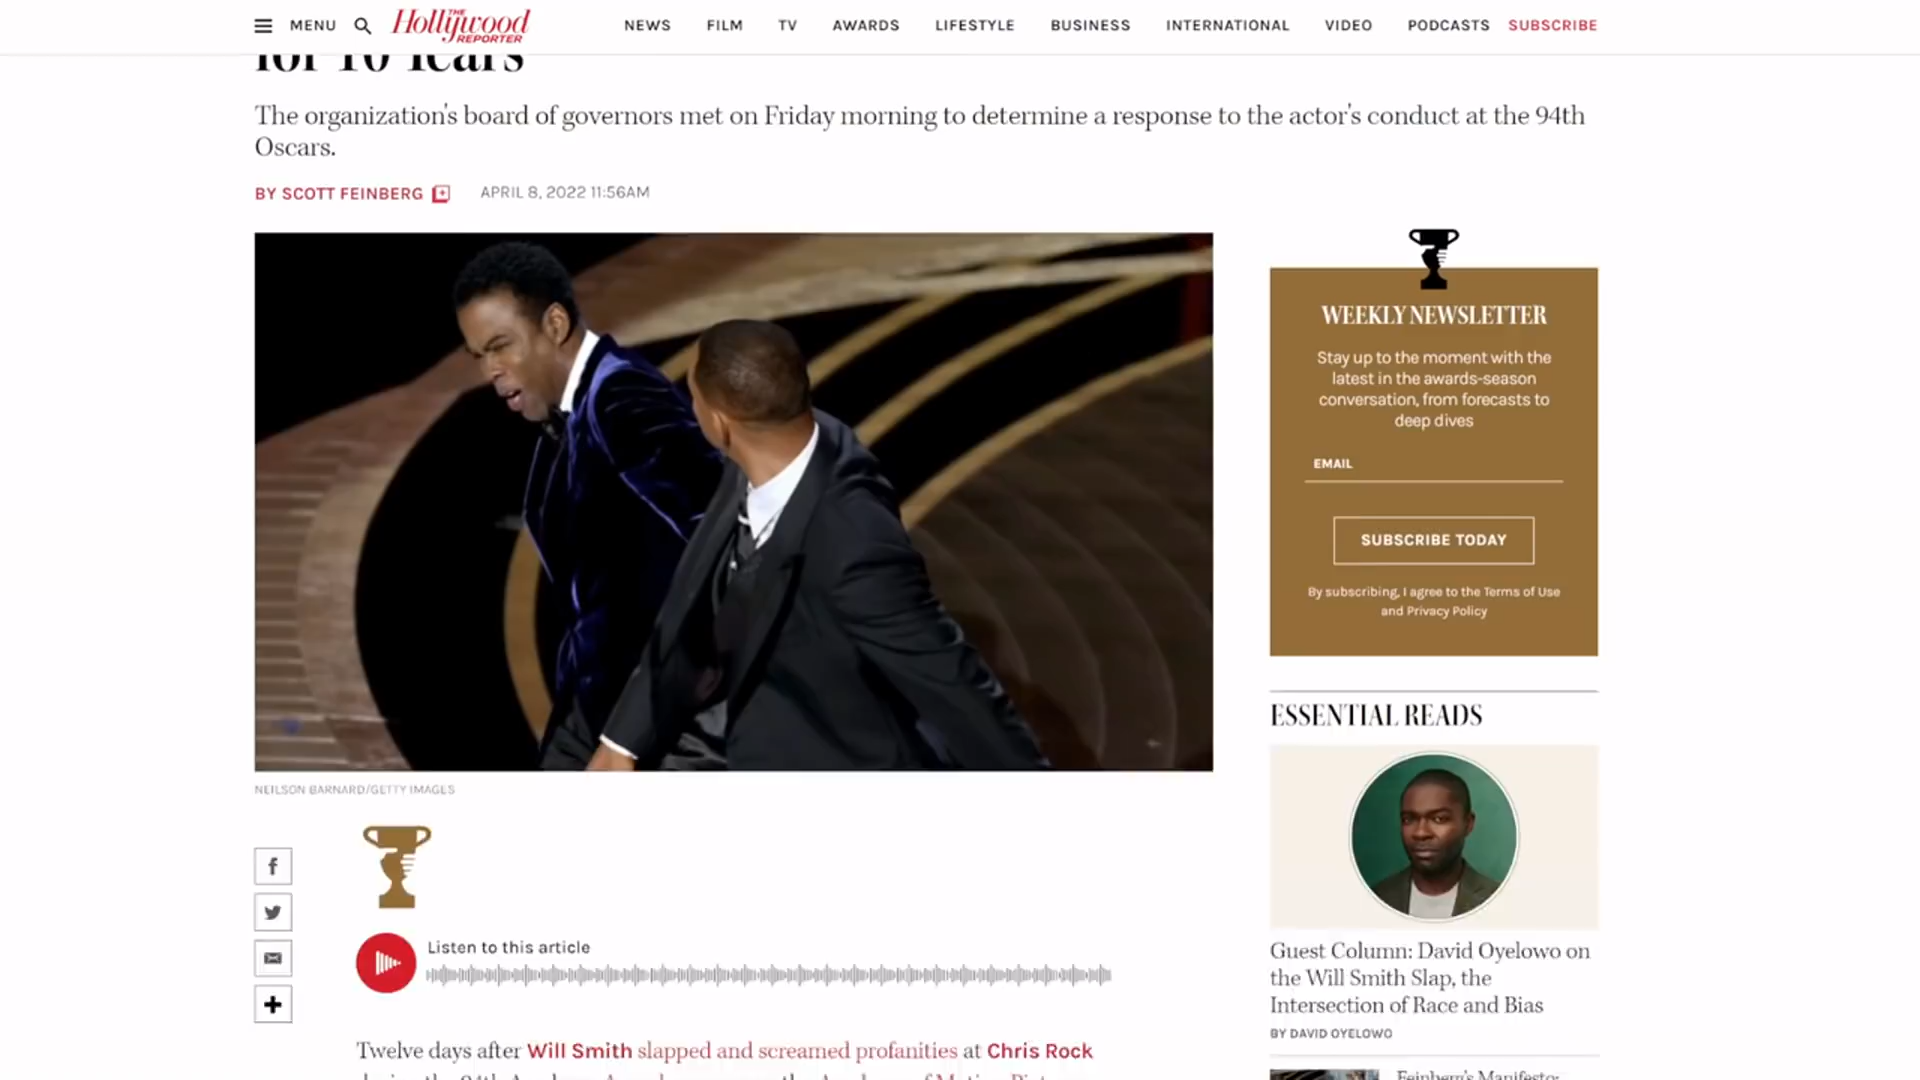 MENU
THE
Hollywood
REPORTER
NEWS
FILM
TV
AWARDS
LIFESTYLE
BUSINESS
INTERNATIONAL
VIDEO
PODCASTS
SUBSCRIBE
for 10 Years
The organization's board of governors met on Friday morning to determine a response to the actor's conduct at the 94th
Oscars.
BY SCOTT FEINBERG
APRIL 8, 2022 11:56AM
NEILSON BARNARD/GETTY IMAGES
Listen to this article
Twelve days after Will Smith slapped and screamed profanities at Chris Rock
WEEKLY NEWSLETTER
Stay up to the moment with the
latest in the awards-season
conversation, from forecasts to
deep dives
EMAIL
SUBSCRIBE TODAY
By subscribing, I agree to the Terms of Use
and Privacy Policy
ESSENTIAL READS
Guest Column: David Oyelowo on
the Will Smith Slap, the
Intersection of Race and Bias
BY DAVID OYELOWO
Feinberg's Manifesto: